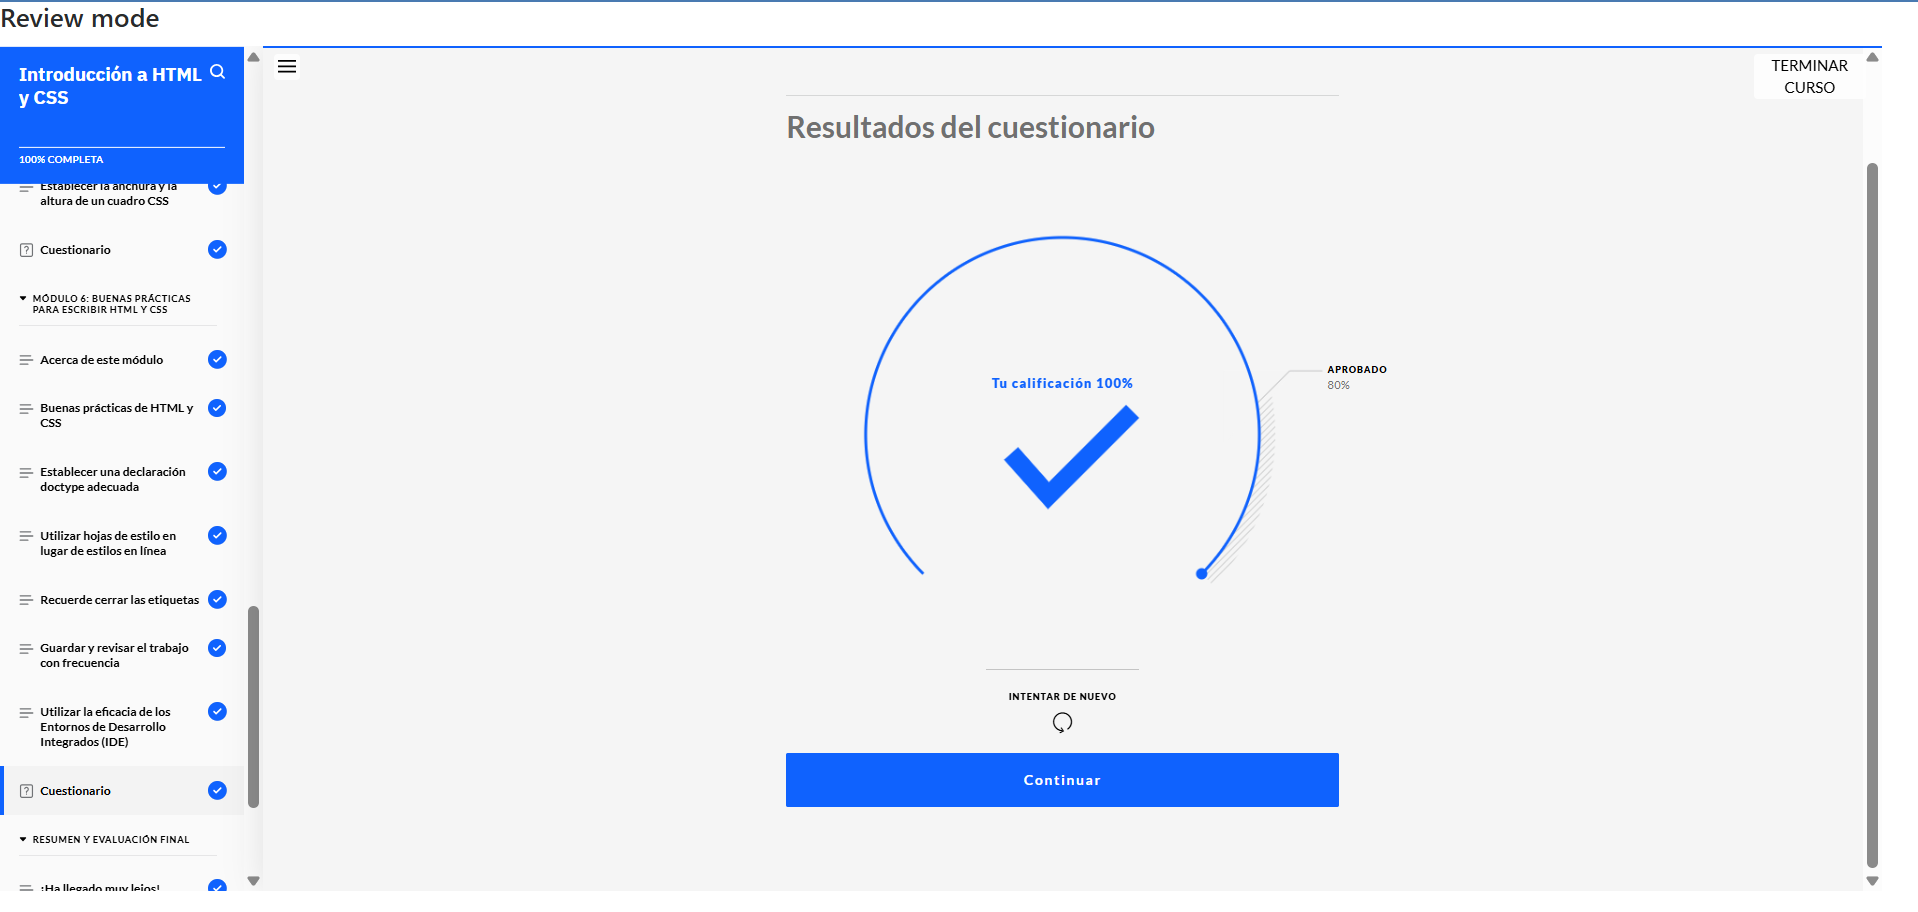 Review mode
Introducción a HTML
y CSS
100% COMPLETA
Establecer la anchura y la
altura de un cuadro CSS
Cuestionario
MÓDULO 6: BUENAS PRÁCTICAS
PARA ESCRIBIR HTML Y CSS
Acerca de este módulo
Buenas prácticas de HTML y
CSS
Establecer una declaración
doctype adecuada
Utilizar hojas de estilo en
lugar de estilos en línea
Recuerde cerrar las etiquetas
Guardar y revisar el trabajo
con frecuencia
Utilizar la eficacia de los
Entornos de Desarrollo
Integrados (IDE)
Cuestionario
RESUMEN Y EVALUACIÓN FINAL
¡Ha llegado muy lejos!
TERMINAR
CURSO
Resultados del cuestionario
Tu calificación 100%
APROBADO
80%
INTENTAR DE NUEVO
Continuar